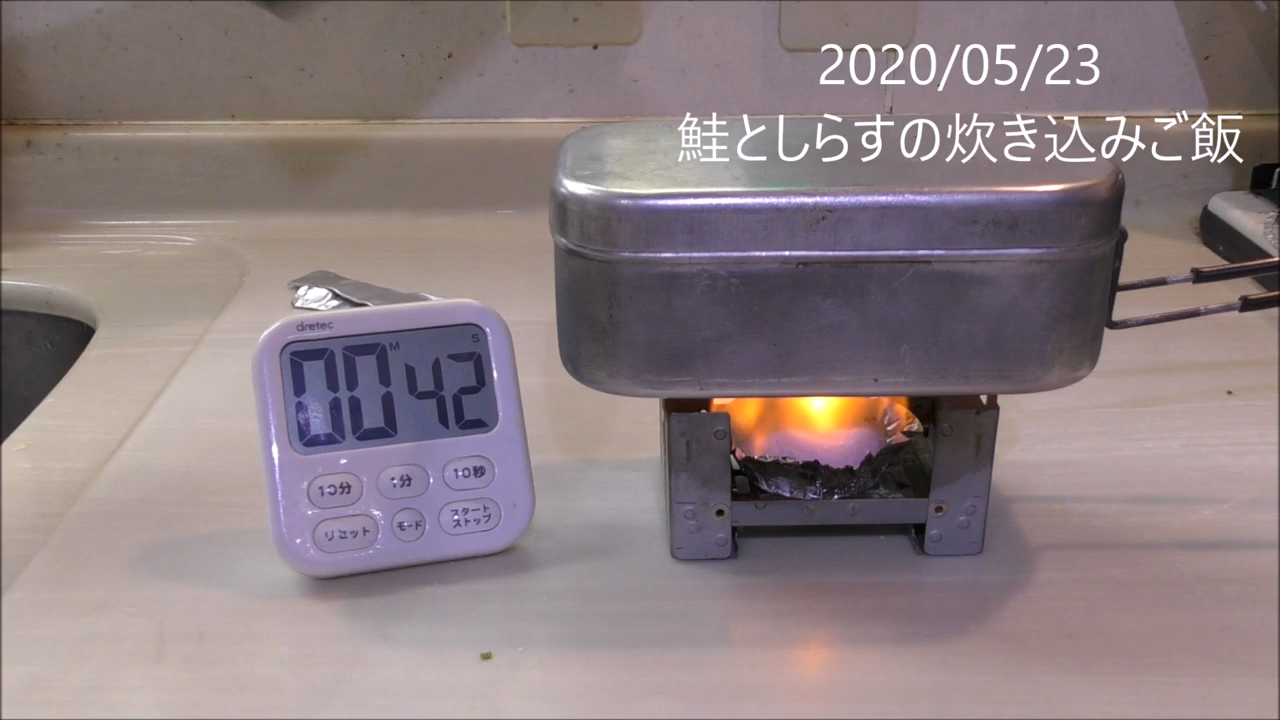 2020/05/23
鮭としらすの炊き込みご飯
dretec
M S
00 42
10分 1分 10秒
リセット モード スタート
ストップ